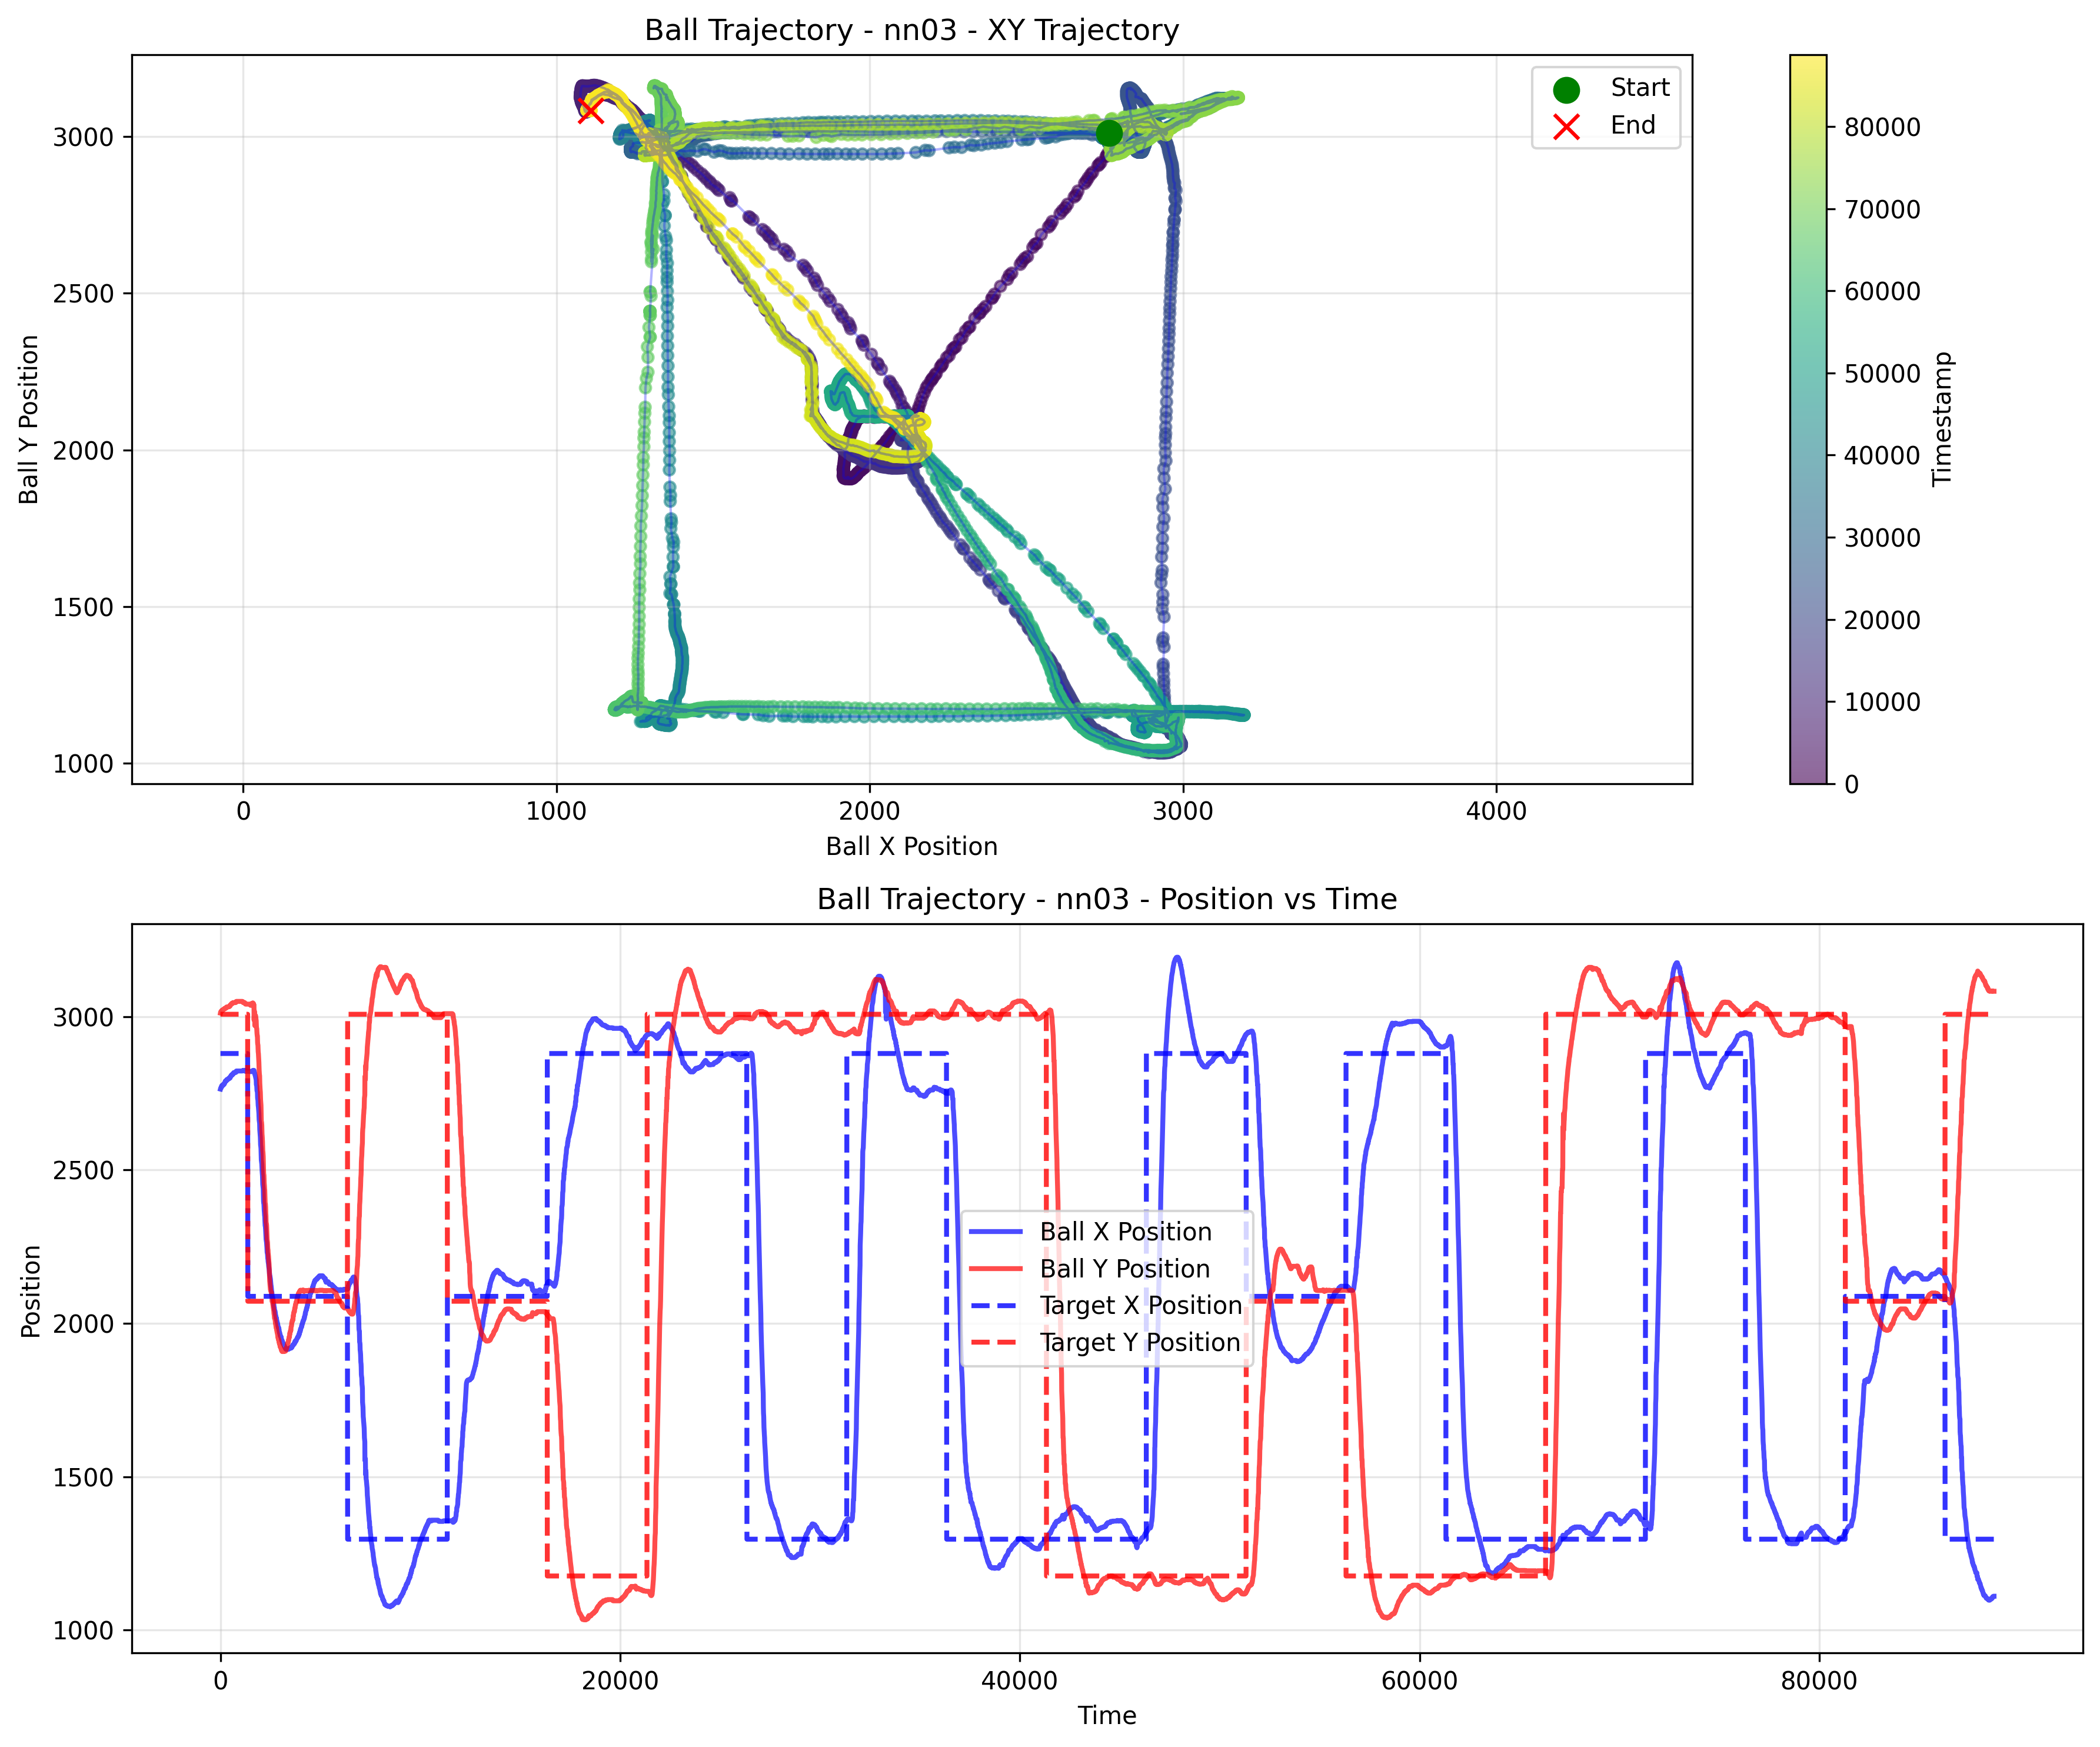 Ball Trajectory - nn03 - XY Trajectory
Start
End
Ball Y Position
3000
2500
2000
1500
1000
0
1000
2000
3000
4000
Ball X Position
80000
70000
60000
50000
40000
30000
20000
10000
0
Timestamp
Ball Trajectory - nn03 - Position vs Time
Position
3000
2500
2000
1500
1000
Ball X Position
Ball Y Position
Target X Position
Target Y Position
0
20000
40000
60000
80000
Time